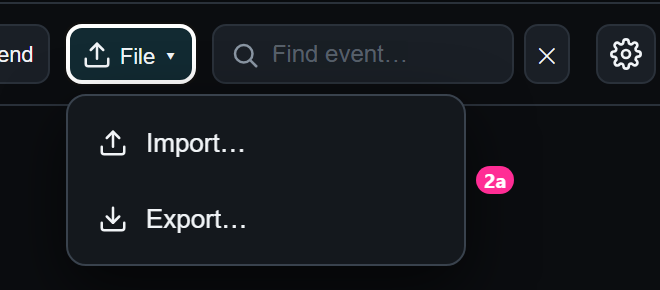 end
File
Find event…
Import…
2a
Export…